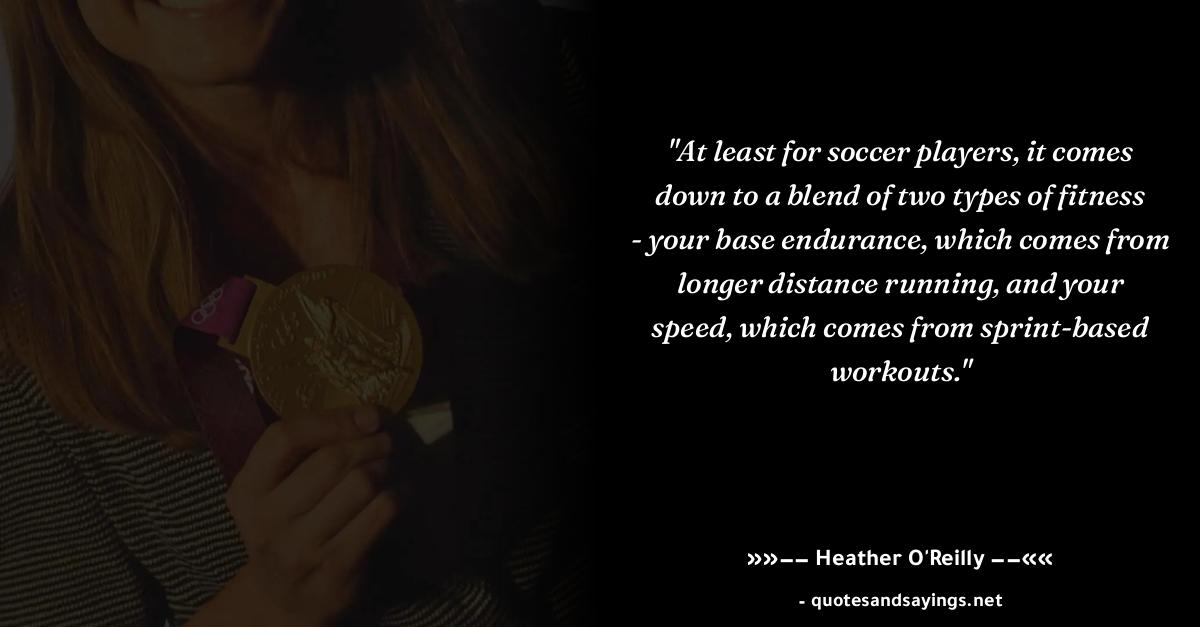 "At least for soccer players, it comes
down to a blend of two types of fitness
- your base endurance, which comes from
longer distance running, and your
speed, which comes from sprint-based
workouts."
»»−− Heather O'Reilly −−««
- quotesandsayings.net